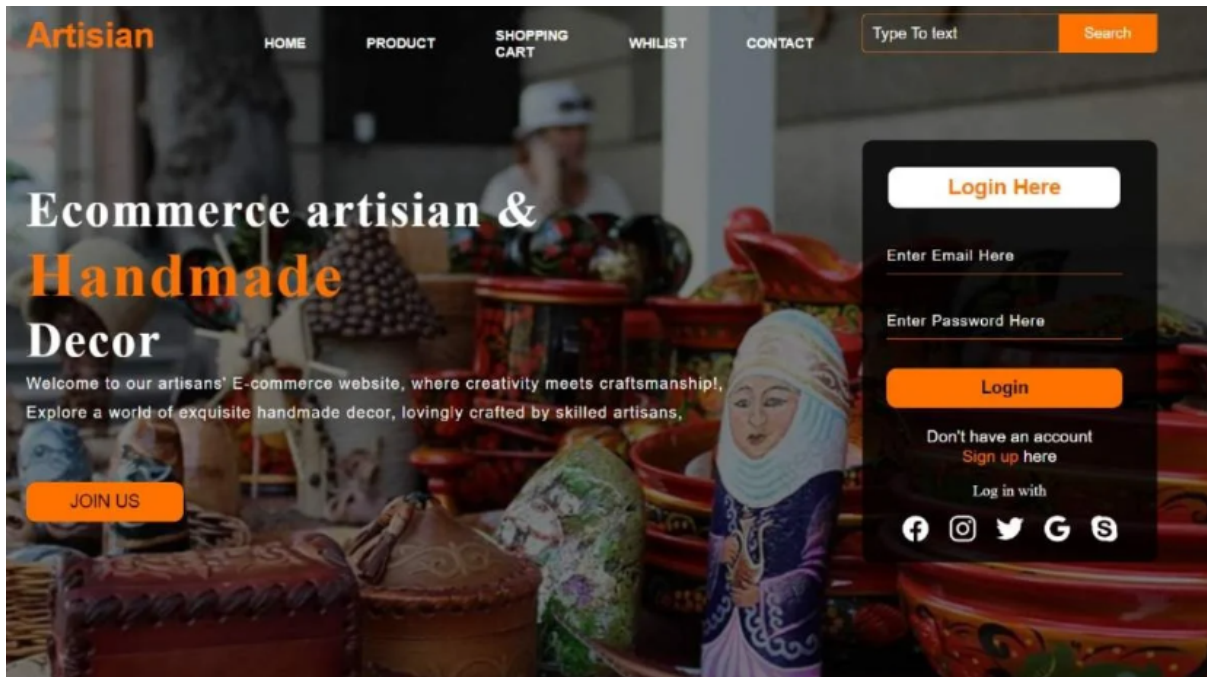 Artisian
HOME
PRODUCT
SHOPPING
CART
WHILIST
CONTACT
Type To text
Search
Ecommerce artisian &
Handmade
Decor
Welcome to our artisans' E-commerce website, where creativity meets craftsmanship!,
Explore a world of exquisite handmade decor, lovingly crafted by skilled artisans,
JOIN US
Login Here
Enter Email Here
Enter Password Here
Login
Don't have an account
Sign up here
Log in with